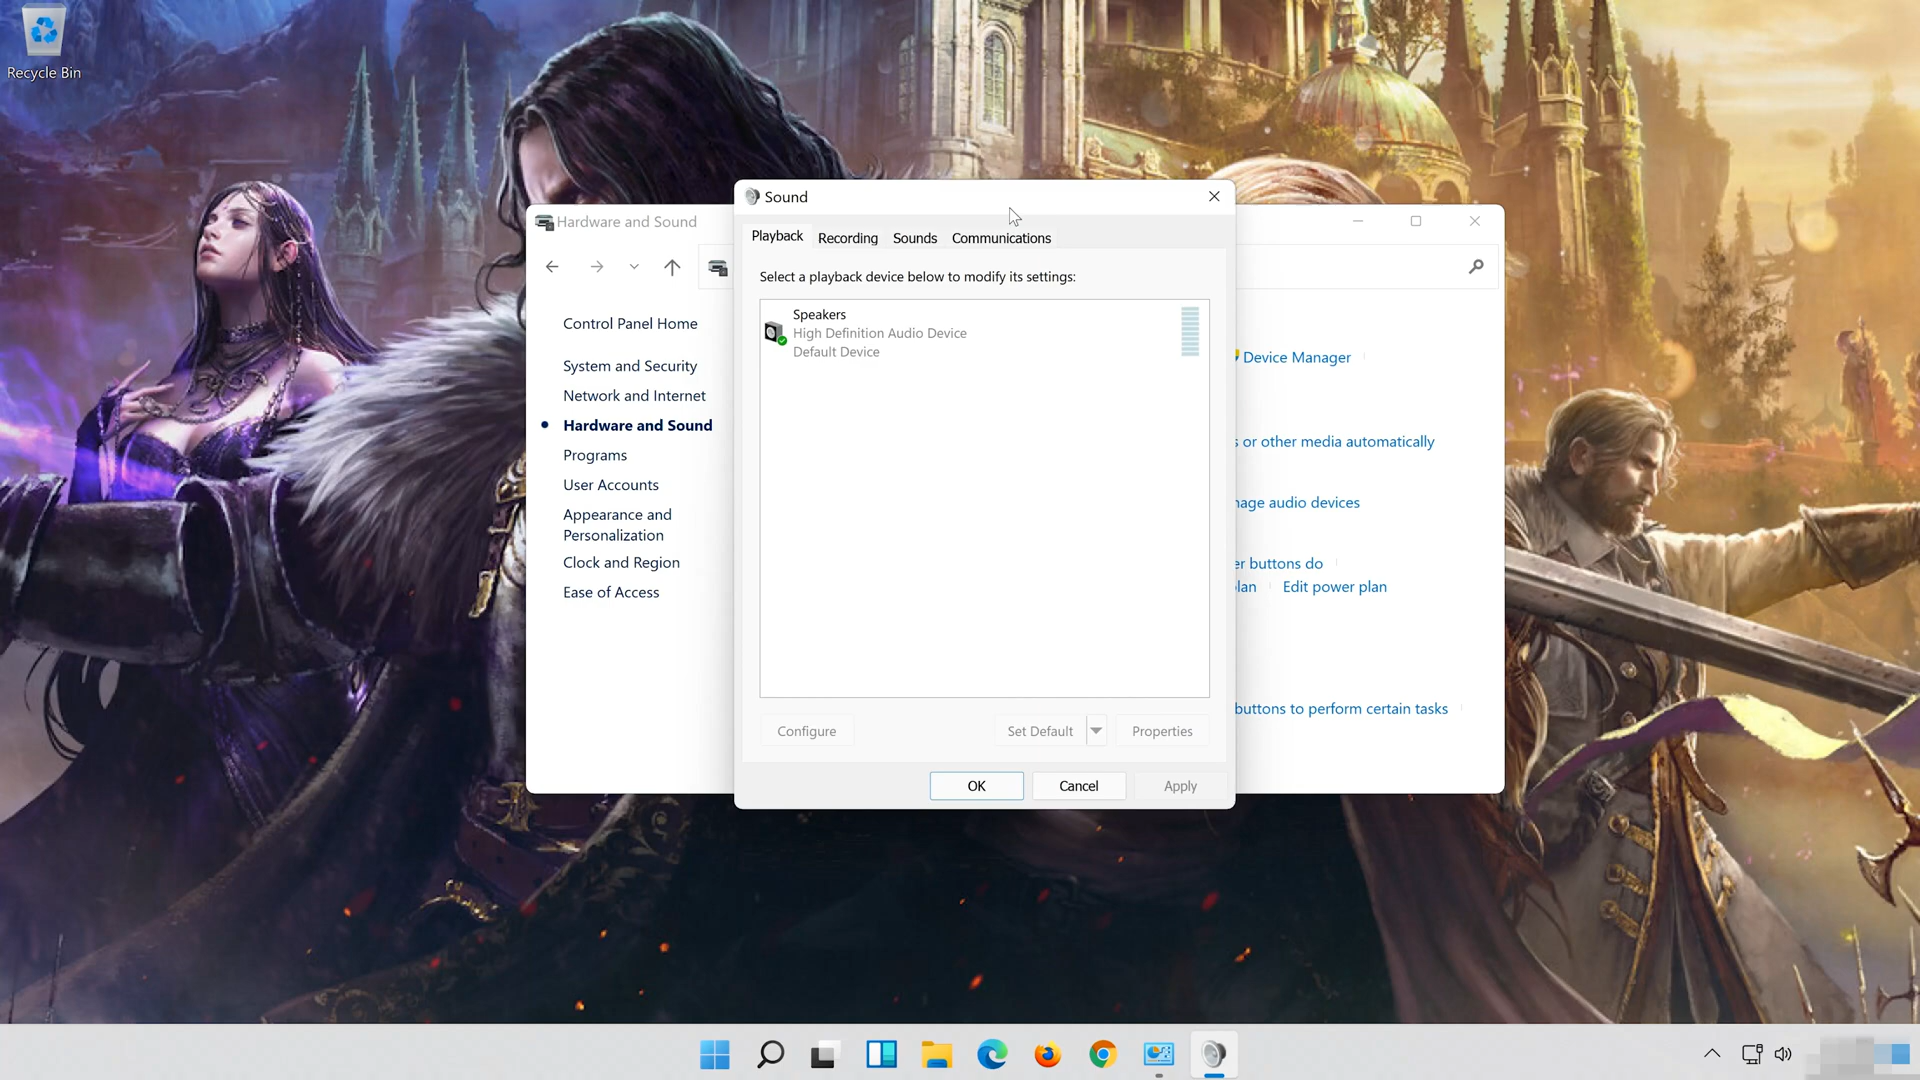 Recycle Bin
Hardware and Sound
Control Panel Home
System and Security
Network and Internet
Hardware and Sound
Programs
User Accounts
Appearance and
Personalization
Clock and Region
Ease of Access
Sound
Playback
Recording
Sounds
Communications
Select a playback device below to modify its settings:
Speakers
High Definition Audio Device
Default Device
Configure
Set Default
Properties
OK
Cancel
Apply
Device Manager
or other media automatically
audio devices
buttons do
Edit power plan
buttons to perform certain tasks